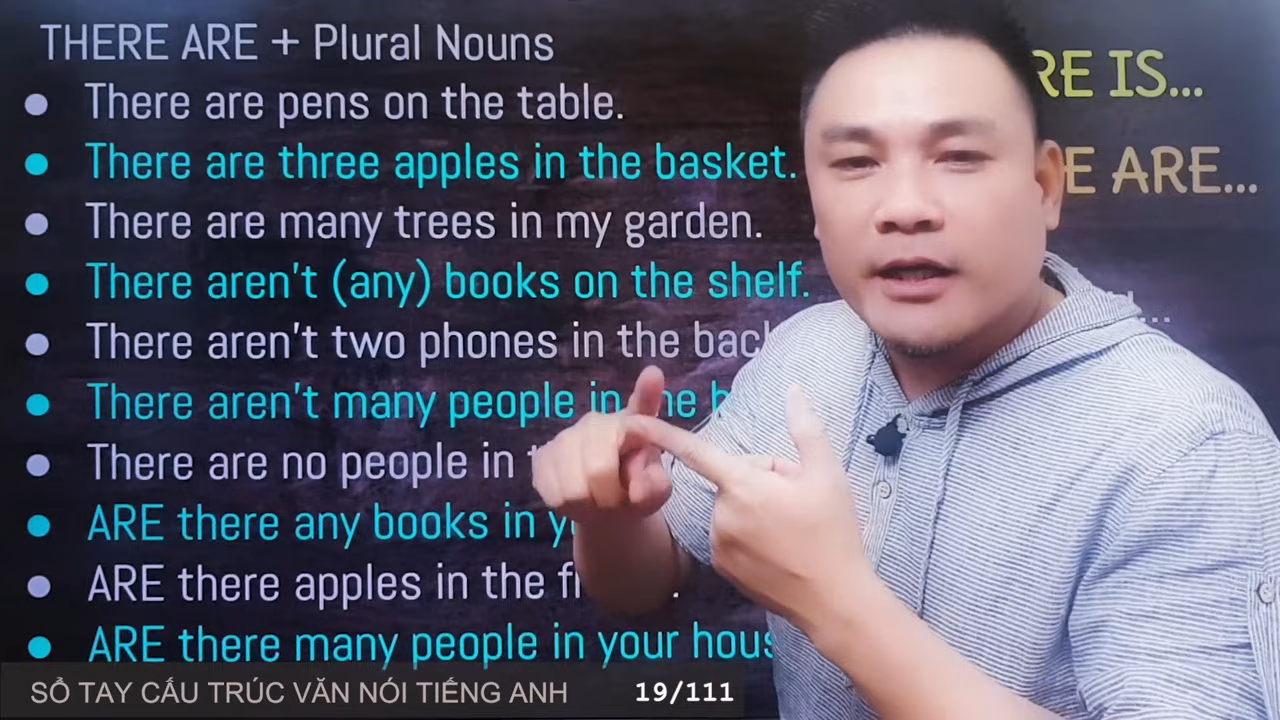 THERE ARE + Plural Nouns
There are pens on the table.
There are three apples in the basket.
There are many trees in my garden.
There aren't (any) books on the shelf.
There aren't two phones in the
There aren't many people in
There are no people in
ARE there any books in
ARE there apples in the
ARE there many people in your
IS...
ARE...
SỔ TAY CẤU TRÚC VĂN NÓI TIẾNG ANH
19/111